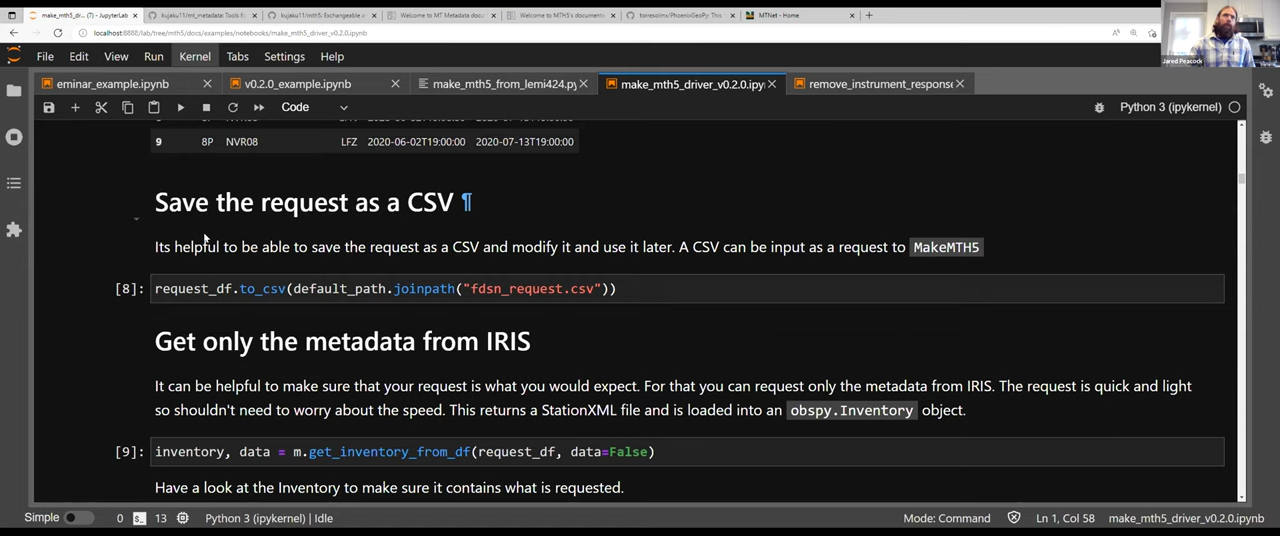 make_mth5_dr... (7) - JupyterLab
kujaku11/mt_metadata: Tools f
kujaku11/mth5: Exchangeable
Welcome to MT Metadata doc
Welcome to MTH5's document
torresolmx/PhoenixGeoPy: This
MTNet - Home
localhost:8888/lab/tree/mth5/docs/examples/notebooks/make_mth5_driver_v0.2.0.ipynb
Jared Peacock
File Edit View Run Kernel Tabs Settings Help
eminar_example.ipynb
v0.2.0_example.ipynb
make_mth5_from_lemi424.py
make_mth5_driver_v0.2.0.ipyn
remove_instrument_response
Code
Python 3 (ipykernel)
9 8P NVR08 LFZ 2020-06-02T19:00:00 2020-07-13T19:00:00
Save the request as a CSV ¶
Its helpful to be able to save the request as a CSV and modify it and use it later. A CSV can be input as a request to MakeMTH5
[8]: request_df.to_csv(default_path.joinpath("fdsn_request.csv"))
Get only the metadata from IRIS
It can be helpful to make sure that your request is what you would expect. For that you can request only the metadata from IRIS. The request is quick and light
so shouldn't need to worry about the speed. This returns a StationXML file and is loaded into an obspy.Inventory object.
[9]: inventory, data = m.get_inventory_from_df(request_df, data=False)
Have a look at the Inventory to make sure it contains what is requested.
Simple 0 $_ 13 Python 3 (ipykernel) | Idle Mode: Command Ln 1, Col 58 make_mth5_driver_v0.2.0.ipynb